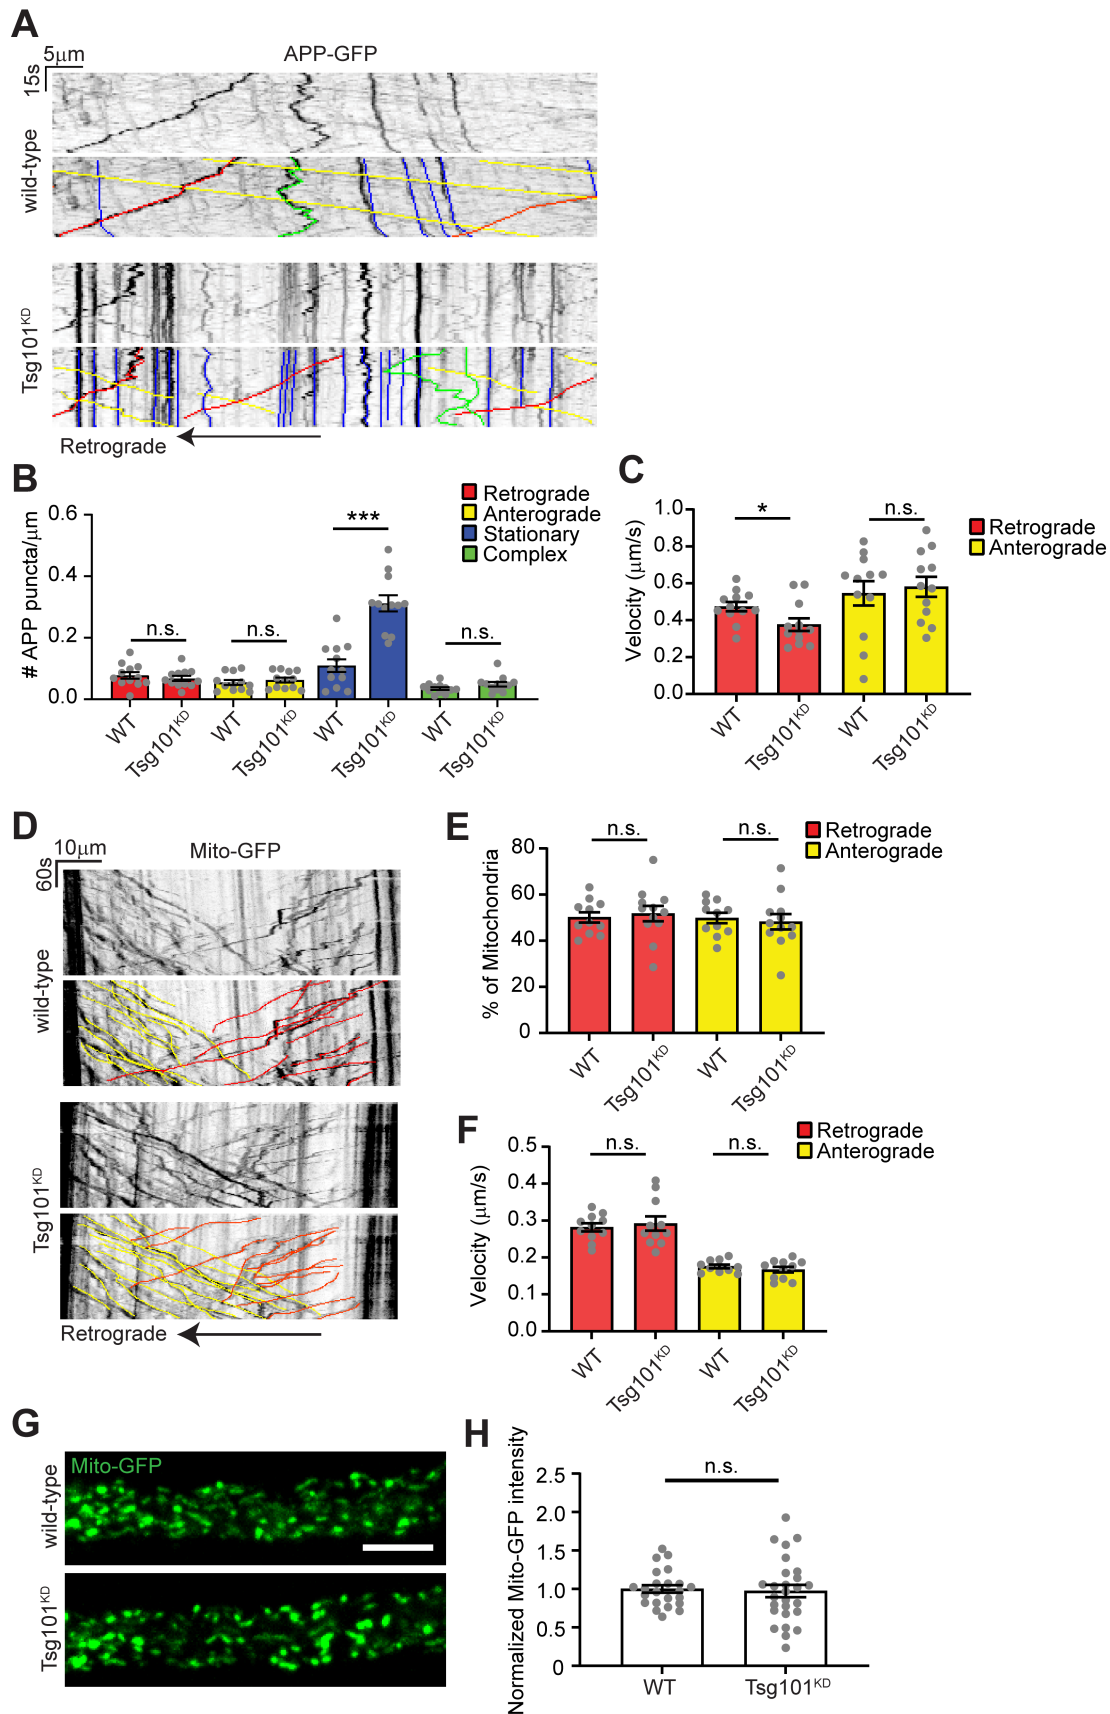 A
5μm
APP-GFP
15s
wild-type
Tsg101KD
Retrograde
B
Retrograde
Anterograde
Stationary
Complex
# APP puncta/μm
0.6
0.4
0.2
0.0
n.s.
n.s.
***
n.s.
WT
Tsg101KD
WT
Tsg101KD
WT
Tsg101KD
WT
Tsg101KD
C
Retrograde
Anterograde
Velocity (μm/s)
1.0
0.8
0.6
0.4
0.2
0.0
*
n.s.
WT
Tsg101KD
WT
Tsg101KD
D
10μm
Mito-GFP
60s
wild-type
Tsg101KD
Retrograde
E
Retrograde
Anterograde
% of Mitochondria
80
60
40
20
0
n.s.
n.s.
WT
Tsg101KD
WT
Tsg101KD
F
Retrograde
Anterograde
Velocity (μm/s)
0.5
0.4
0.3
0.2
0.1
0.0
n.s.
n.s.
WT
Tsg101KD
WT
Tsg101KD
G
Mito-GFP
wild-type
Tsg101KD
H
Normalized Mito-GFP intensity
2.5
2.0
1.5
1.0
0.5
0
n.s.
WT
Tsg101KD